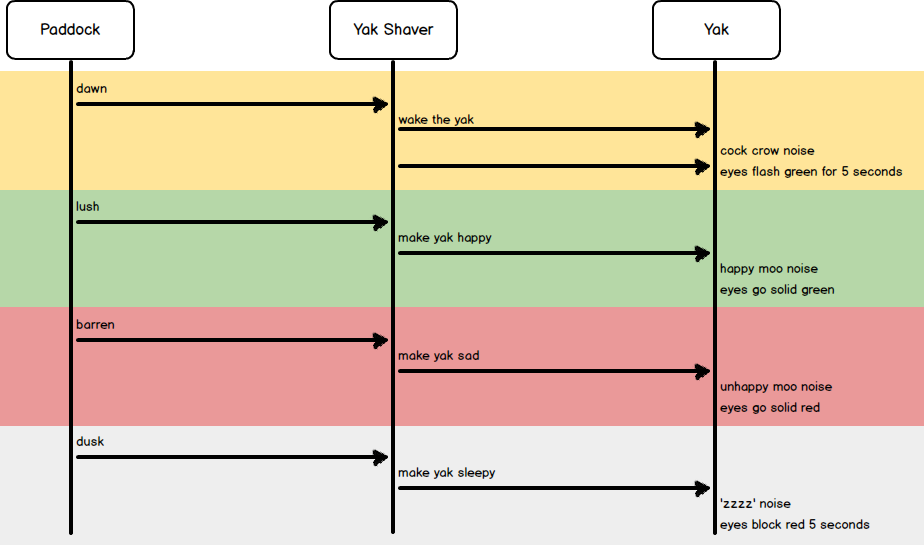 Paddock
Yak Shaver
Yak
dawn
wake the yak
cock crow noise
eyes flash green for 5 seconds
lush
make yak happy
happy moo noise
eyes go solid green
barren
make yak sad
unhappy moo noise
eyes go solid red
dusk
make yak sleepy
'zzzz' noise
eyes block red 5 seconds